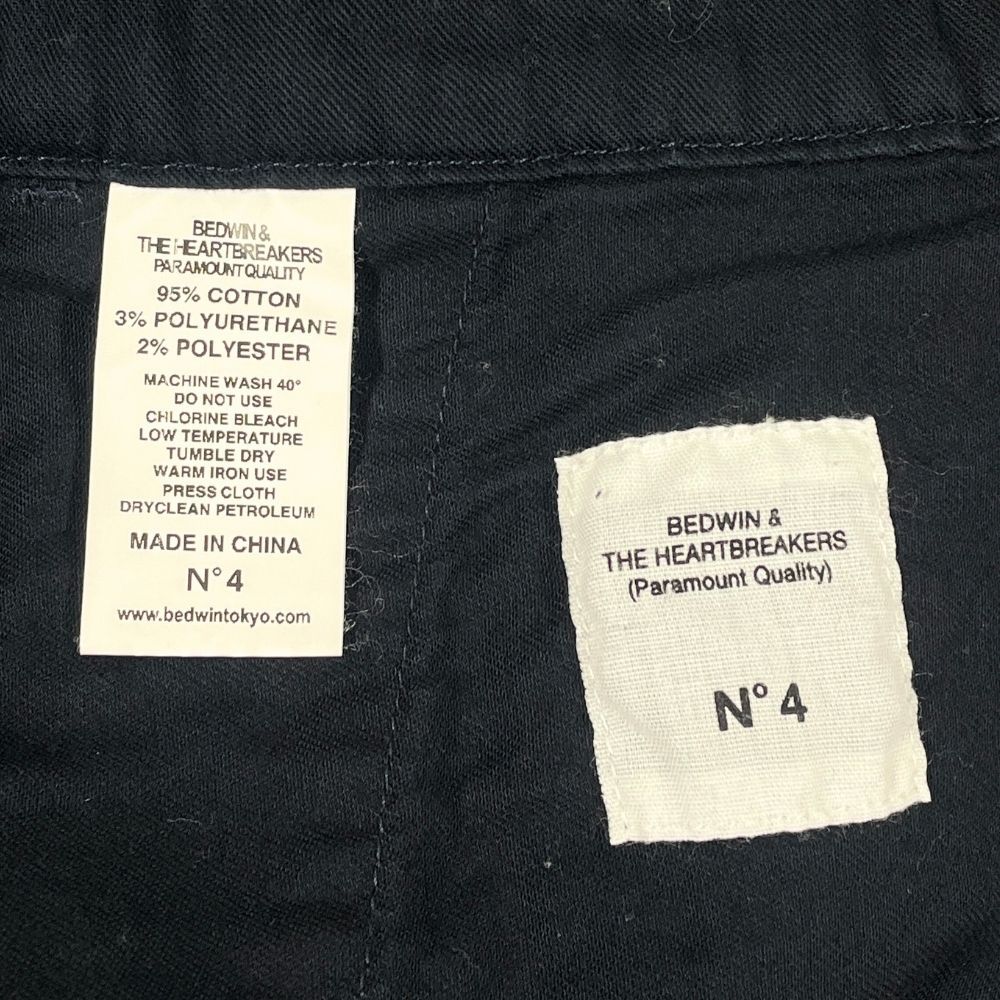 BEDWIN &
THE HEARTBREAKERS
PARAMOUNT QUALITY
95% COTTON
3% POLYURETHANE
2% POLYESTER
MACHINE WASH 40°
DO NOT USE
CHLORINE BLEACH
LOW TEMPERATURE
TUMBLE DRY
WARM IRON USE
PRESS CLOTH
DRYCLEAN PETROLEUM
MADE IN CHINA
N° 4
www.bedwintokyo.com
BEDWIN &
THE HEARTBREAKERS
(Paramount Quality)
N° 4